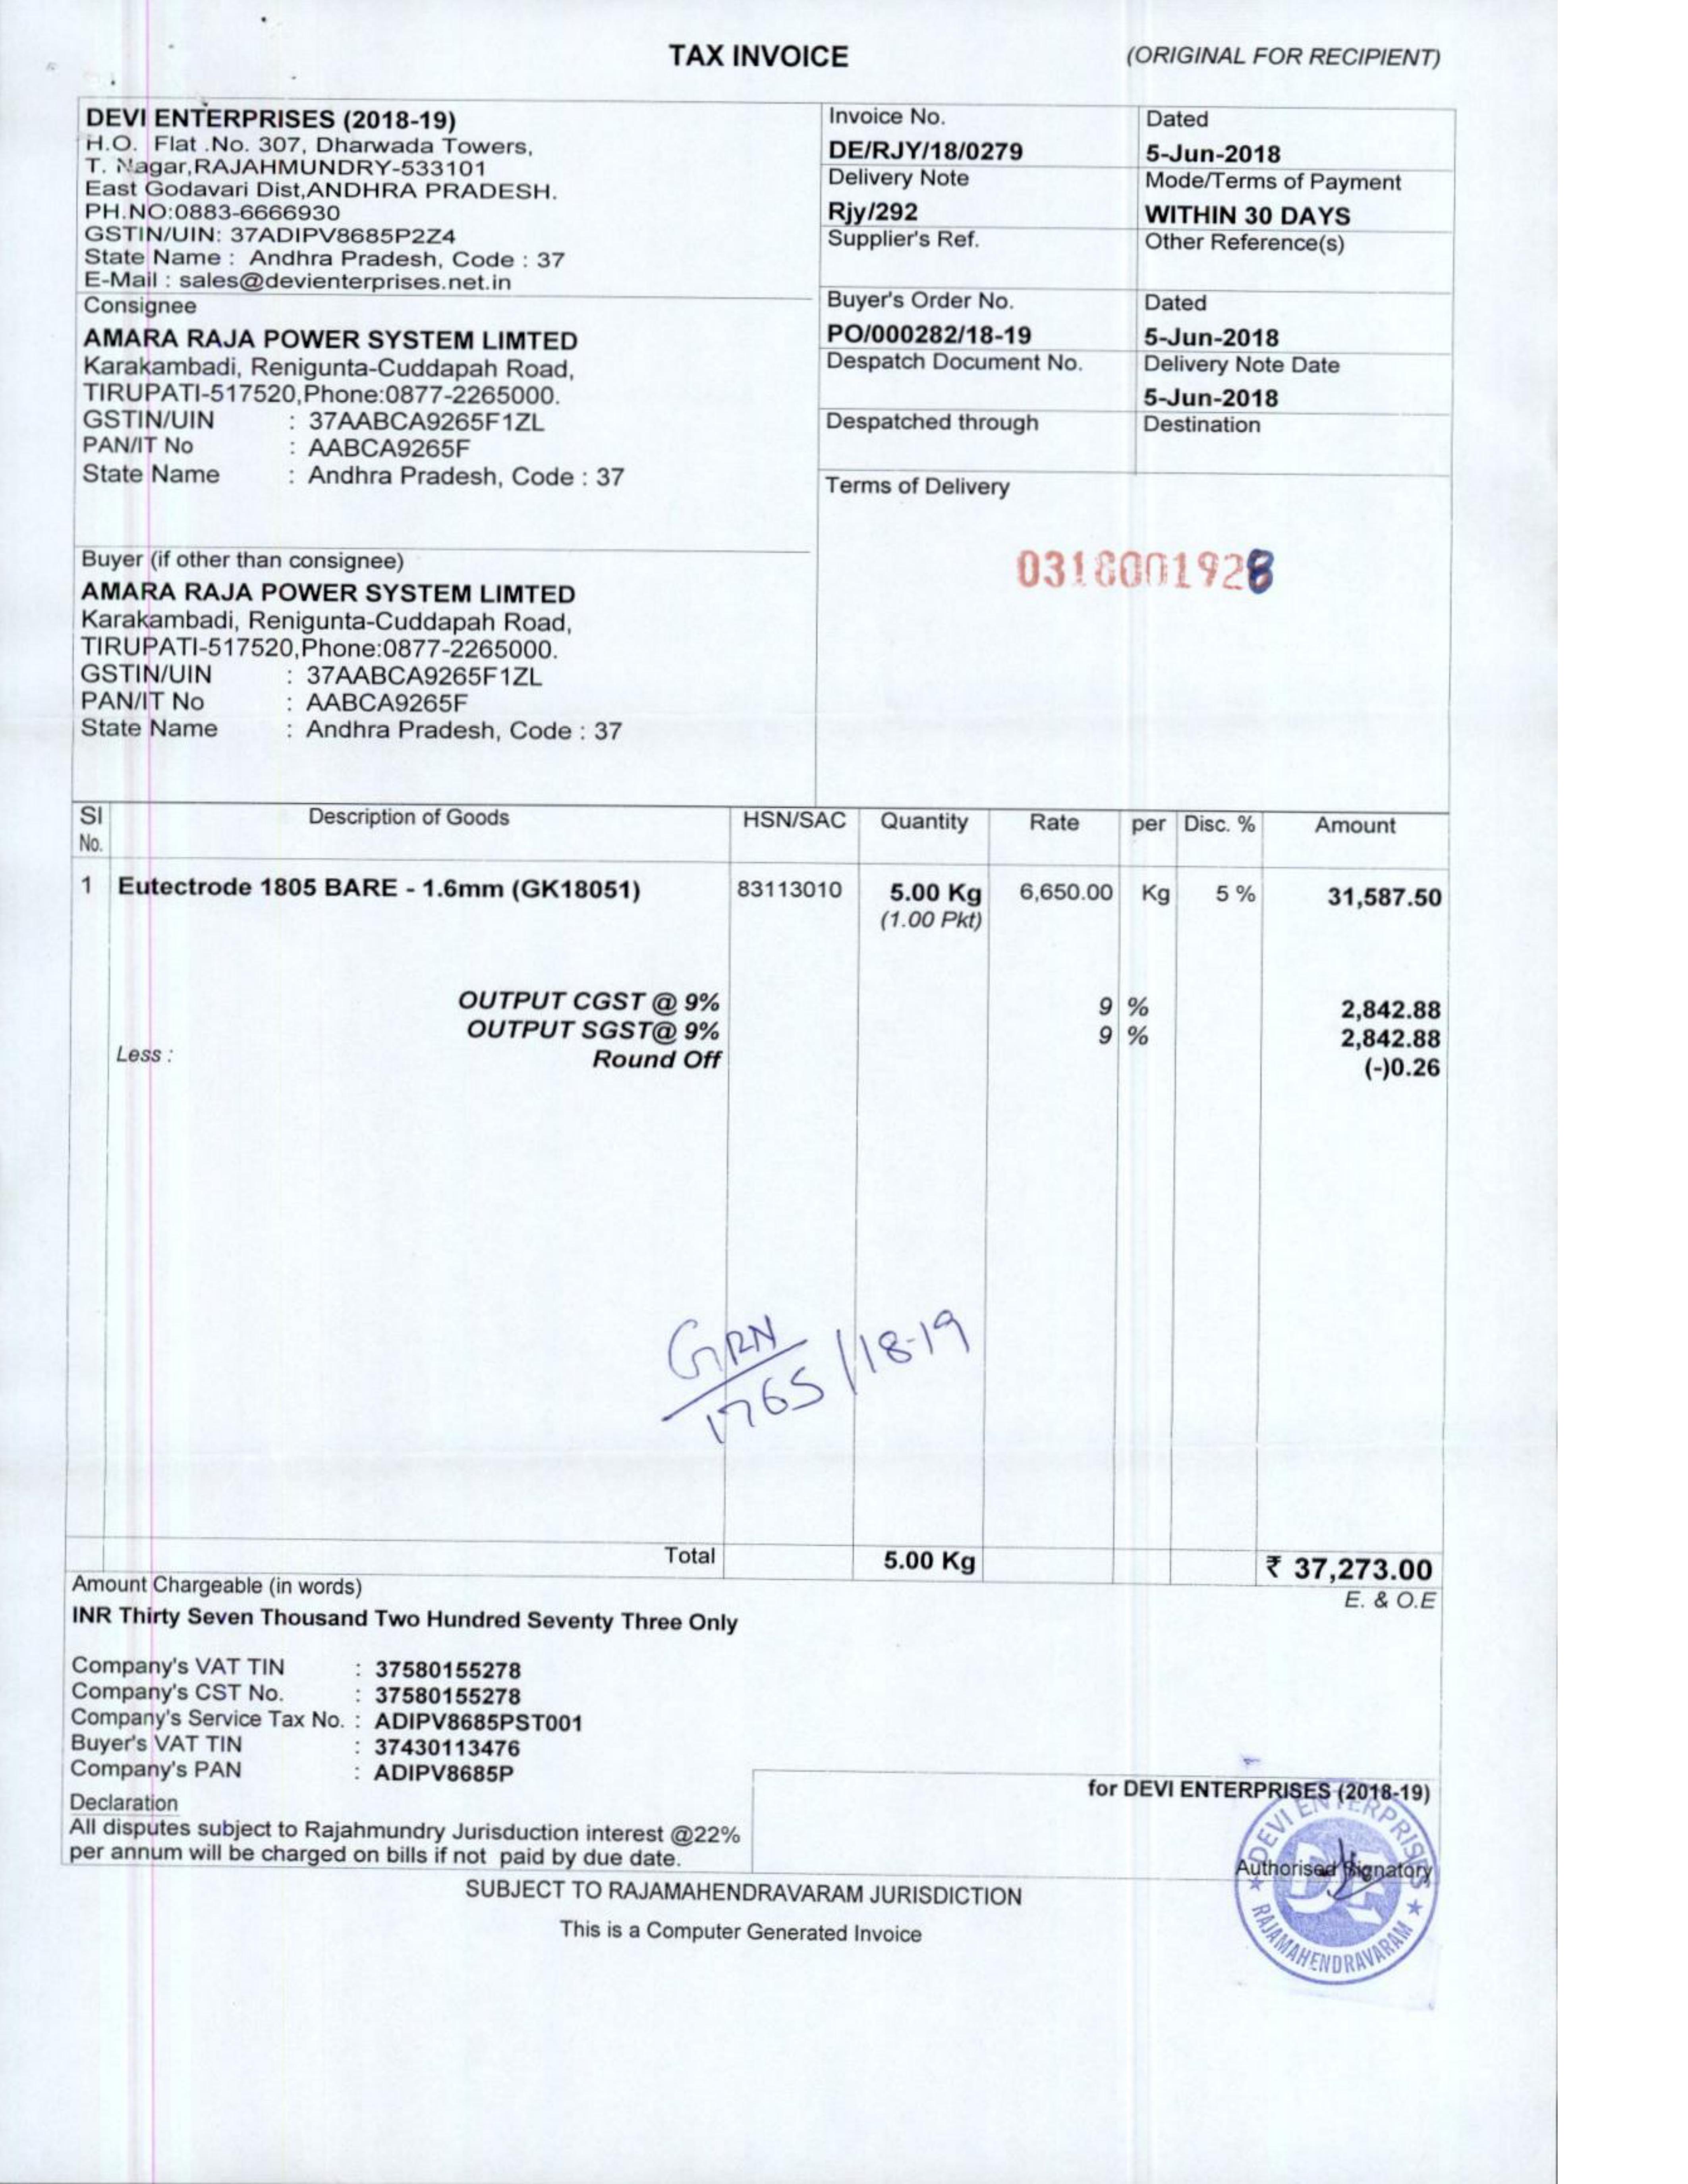 TAX INVOICE
(ORIGINAL FOR RECIPIENT)
DEVI ENTERPRISES (2018-19)
H.O. Flat .No. 307, Dharwada Towers,
T. Nagar,RAJAHMUNDRY-533101
East Godavari Dist,ANDHRA PRADESH.
PH.NO:0883-6666930
GSTIN/UIN: 37ADIPV8685P2Z4
State Name : Andhra Pradesh, Code : 37
E-Mail : sales@devienterprises.net.in
Invoice No.
DE/RJY/18/0279
Dated
5-Jun-2018
Delivery Note
Rjy/292
Mode/Terms of Payment
WITHIN 30 DAYS
Supplier's Ref.
Other Reference(s)
Buyer's Order No.
PO/000282/18-19
Dated
5-Jun-2018
Despatch Document No.
Delivery Note Date
5-Jun-2018
Despatched through
Destination
Terms of Delivery
Consignee
AMARA RAJA POWER SYSTEM LIMTED
Karakambadi, Renigunta-Cuddapah Road,
TIRUPATI-517520,Phone:0877-2265000.
GSTIN/UIN : 37AABCA9265F1ZL
PAN/IT No : AABCA9265F
State Name : Andhra Pradesh, Code : 37
Buyer (if other than consignee)
AMARA RAJA POWER SYSTEM LIMTED
Karakambadi, Renigunta-Cuddapah Road,
TIRUPATI-517520,Phone:0877-2265000.
GSTIN/UIN : 37AABCA9265F1ZL
PAN/IT No : AABCA9265F
State Name : Andhra Pradesh, Code : 37
0318001928
Sl No. Description of Goods HSN/SAC Quantity Rate per Disc. % Amount
1 Eutectrode 1805 BARE - 1.6mm (GK18051) 83113010 5.00 Kg 6,650.00 Kg 5 % 31,587.50
(1.00 Pkt)
OUTPUT CGST @ 9% 9 % 2,842.88
OUTPUT SGST@ 9% 9 % 2,842.88
Less : Round Off (-)0.26
GRN
1765/18-19
Total 5.00 Kg ₹ 37,273.00
Amount Chargeable (in words) E. & O.E
INR Thirty Seven Thousand Two Hundred Seventy Three Only
Company's VAT TIN : 37580155278
Company's CST No. : 37580155278
Company's Service Tax No. : ADIPV8685PST001
Buyer's VAT TIN : 37430113476
Company's PAN : ADIPV8685P
Declaration
All disputes subject to Rajahmundry Jurisduction interest @22%
per annum will be charged on bills if not paid by due date.
for DEVI ENTERPRISES (2018-19)
Authorised Signatory
DEVI ENTERPRISES
DE
RAJAMAHENDRAVARAM
SUBJECT TO RAJAMAHENDRAVARAM JURISDICTION
This is a Computer Generated Invoice